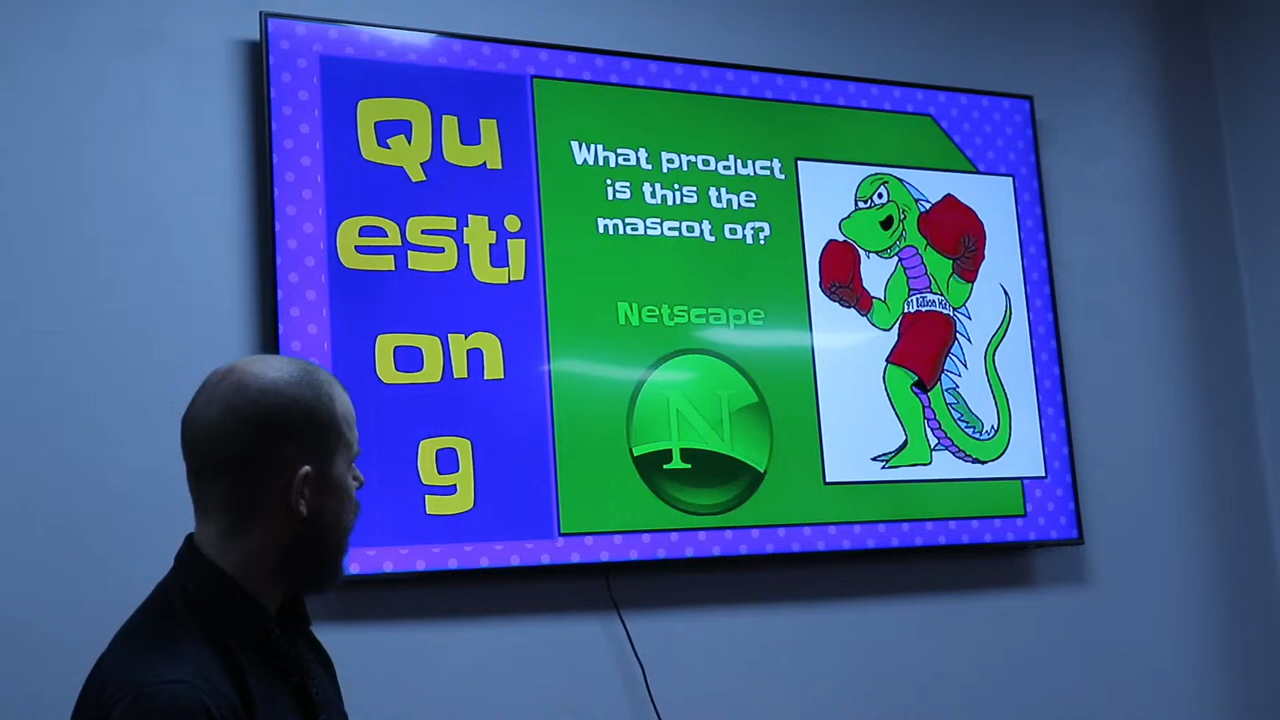 Qu
esti
on
9
What product
is this the
mascot of?
Netscape
N